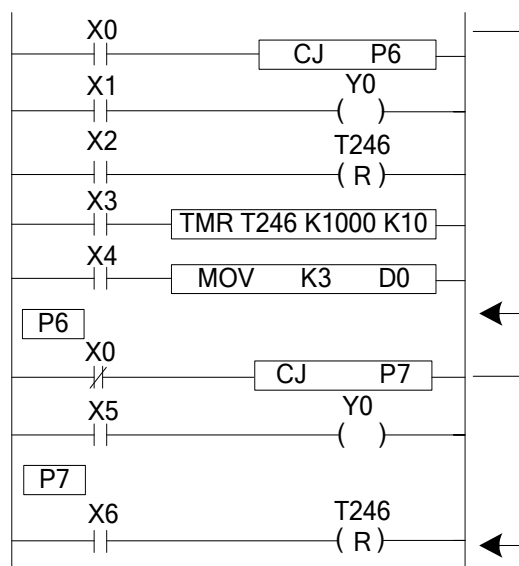 X0
CJ P6
X1
Y0
( )
X2
T246
( R )
X3
TMR T246 K1000 K10
X4
MOV K3 D0
P6
X0
CJ P7
X5
Y0
( )
P7
X6
T246
( R )